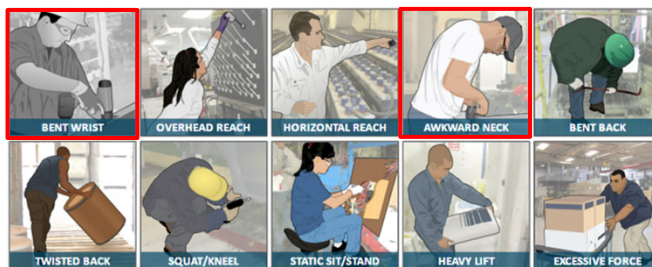 BENT WRIST
OVERHEAD REACH
HORIZONTAL REACH
AWKWARD NECK
BENT BACK
TWISTED BACK
SQUAT/KNEEL
STATIC SIT/STAND
HEAVY LIFT
EXCESSIVE FORCE